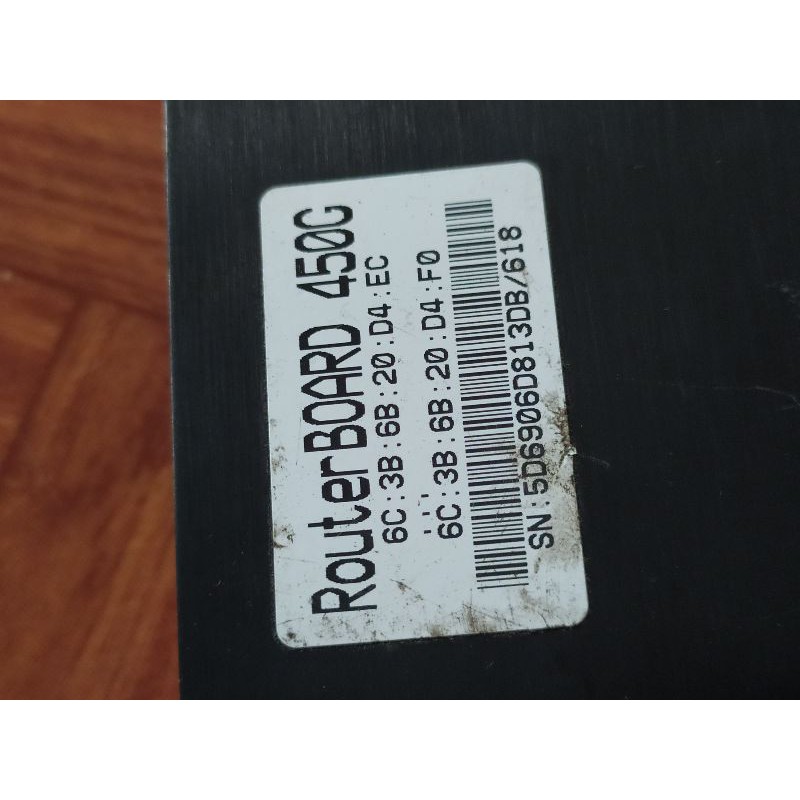 RouterBOARD 450G
6C:3B:6B:20:D4:EC
...
6C:3B:6B:20:D4:F0
SN:5D6906D813DB/618